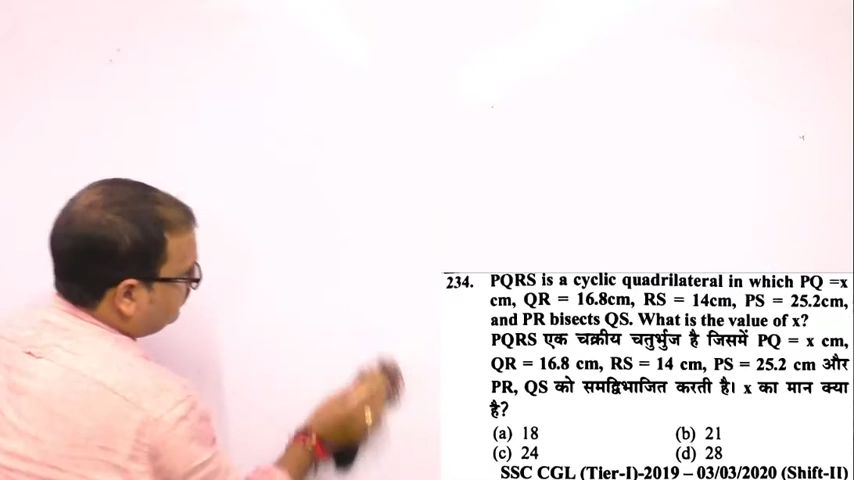 234. PQRS is a cyclic quadrilateral in which PQ =x
cm, QR = 16.8cm, RS = 14cm, PS = 25.2cm,
and PR bisects QS. What is the value of x?
PQRS एक चक्रीय चतुर्भुज है जिसमें PQ = x cm,
QR = 16.8 cm, RS = 14 cm, PS = 25.2 cm और
PR, QS को समद्विभाजित करती है। x का मान क्या
है?
(a) 18 (b) 21
(c) 24 (d) 28
SSC CGL (Tier-I)-2019 – 03/03/2020 (Shift-II)